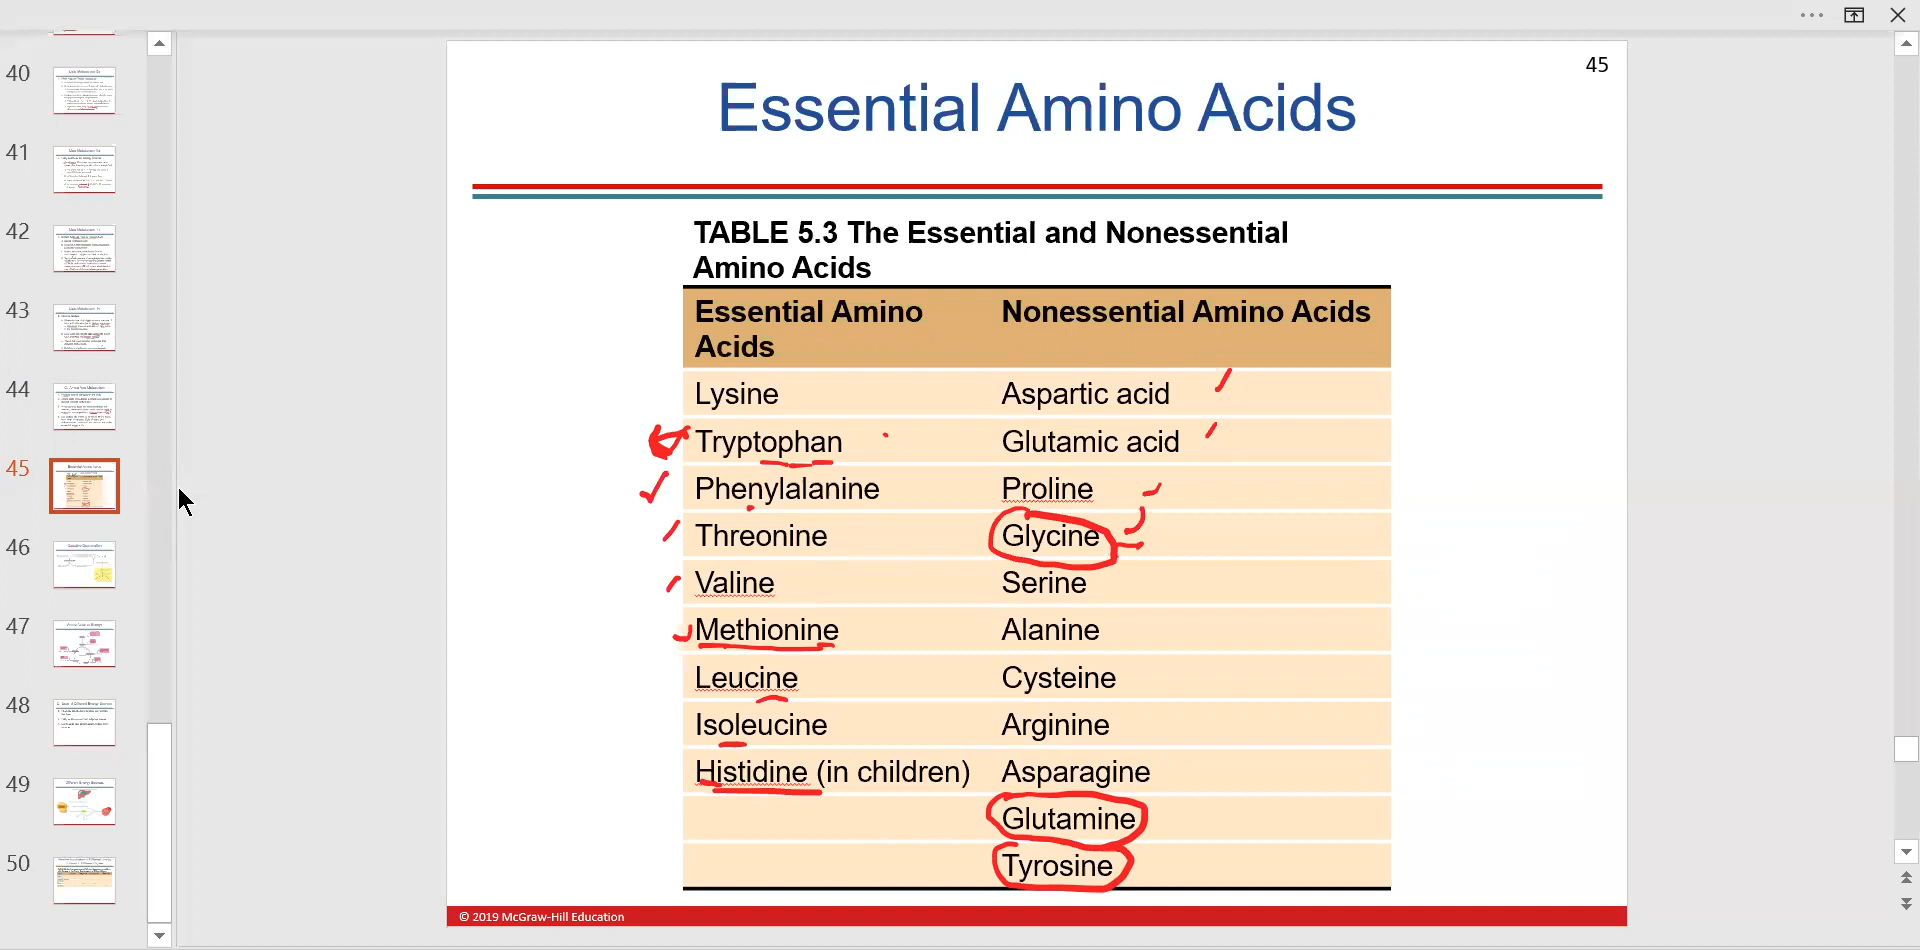 45
Essential Amino Acids
TABLE 5.3 The Essential and Nonessential
Amino Acids
Essential Amino Acids Nonessential Amino Acids
Lysine Aspartic acid
Tryptophan Glutamic acid
Phenylalanine Proline
Threonine Glycine
Valine Serine
Methionine Alanine
Leucine Cysteine
Isoleucine Arginine
Histidine (in children) Asparagine
Glutamine
Tyrosine
© 2019 McGraw-Hill Education
40
41
42
43
44
45
46
47
48
49
50